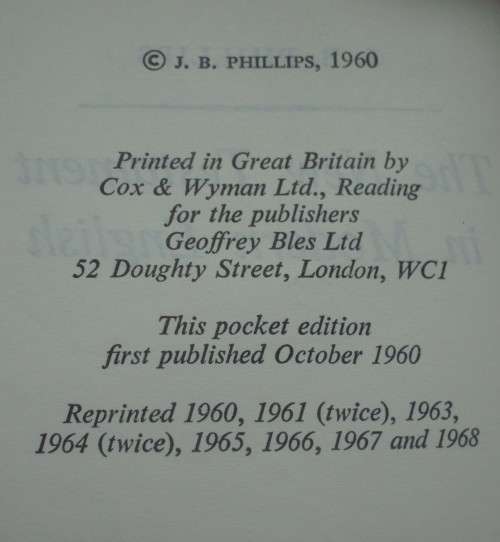 © J. B. PHILLIPS, 1960
Printed in Great Britain by
Cox & Wyman Ltd., Reading
for the publishers
Geoffrey Bles Ltd
52 Doughty Street, London, WC1
This pocket edition
first published October 1960
Reprinted 1960, 1961 (twice), 1963,
1964 (twice), 1965, 1966, 1967 and 1968